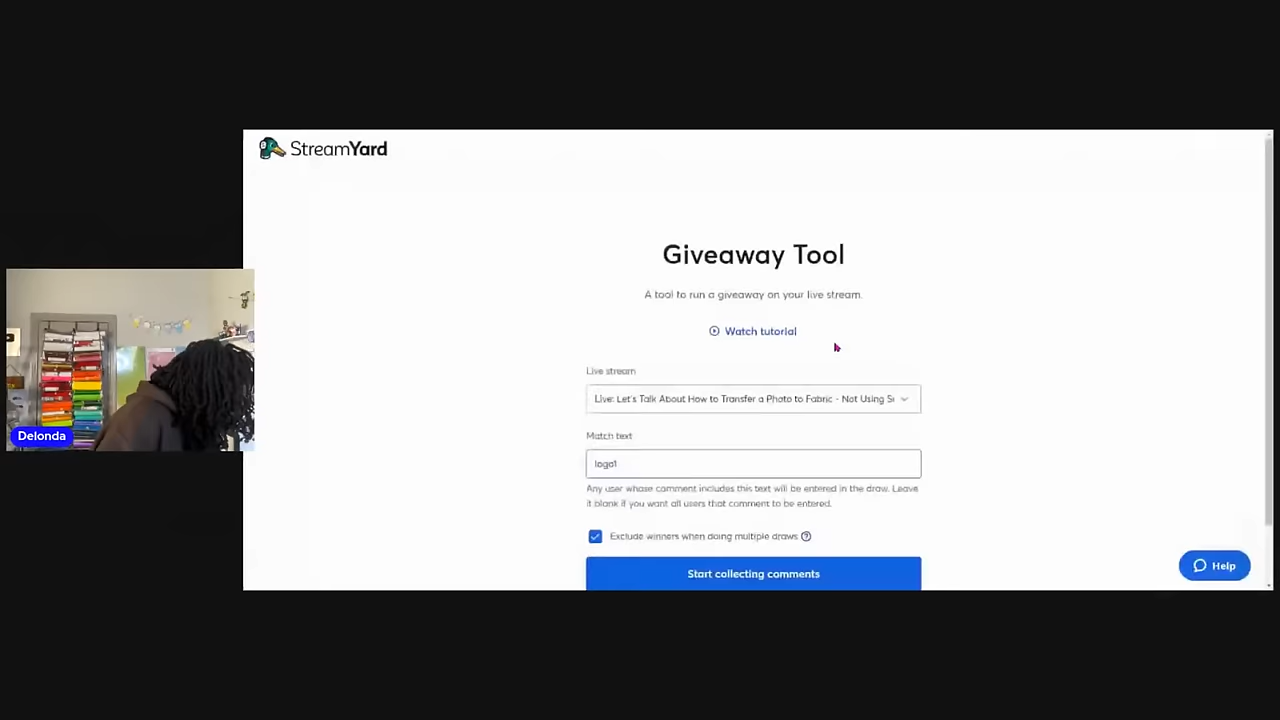 StreamYard
Giveaway Tool
A tool to run a giveaway on your live stream.
Watch tutorial
Live stream
Live: Let's Talk About How to Transfer a Photo to Fabric - Not Using
Match text
logo1
Any user whose comment includes this text will be entered in the draw. Leave
it blank if you want all users that comment to be entered.
Exclude winners when doing multiple draws
Start collecting comments
Help
Delonda